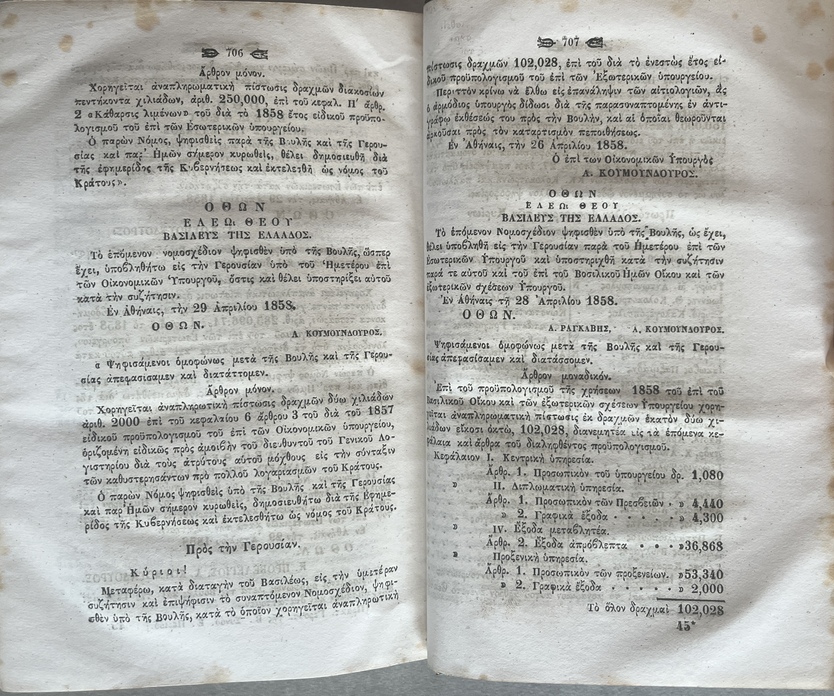 706
Ἄρθρον μόνον.
Χορηγεῖται ἀναπληρωματικὴ πίστωσις δραχμῶν διακοσίων
πεντήκοντα χιλιάδων, ἀριθ. 250,000, ἐπὶ τοῦ κεφαλ. Π′ ἄρθρ.
2 «Κάθαρσις λιμένων» τοῦ διὰ τὸ 1858 ἔτος εἰδικοῦ προϋπο-
λογισμοῦ τοῦ ἐπὶ τῶν Ἐσωτερικῶν ὑπουργείου.
Ὁ παρὼν Νόμος, ψηφισθεὶς παρὰ τῆς Βουλῆς καὶ τῆς Γερου-
σίας καὶ παρ' Ἡμῶν σήμερον κυρωθεὶς, θέλει δημοσιευθῆ διὰ
τῆς ἐφημερίδος τῆς Κυβερνήσεως καὶ ἐκτελεσθῆ ὡς νόμος τοῦ
Κράτους».
ΟΘΩΝ
ΕΛΕΩι ΘΕΟΥ
ΒΑΣΙΛΕΥΣ ΤΗΣ ΕΛΛΑΔΟΣ.
Τὸ ἑπόμενον νομοσχέδιον ψηφισθὲν ὑπὸ τῆς Βουλῆς, ὥσπερ
ἔχει, ὑποβληθήτω εἰς τὴν Γερουσίαν ὑπὸ τοῦ Ἡμετέρου ἐπὶ
τῶν Οἰκονομικῶν Ὑπουργοῦ, ὅστις καὶ θέλει ὑποστηρίξει αὐτοῦ
κατὰ τὴν συζήτησιν.
Ἐν Ἀθήναις, τὴν 29 Ἀπριλίου 1858.
ΟΘΩΝ.
Α. ΚΟΥΜΟΥΝΔΟΥΡΟΣ.
α Ψηφισάμενοι ὁμοφώνως μετὰ τῆς Βουλῆς καὶ τῆς Γερου-
σίας ἀπεφασίσαμεν καὶ διατάττομεν.
Ἄρθρον μόνον.
Χορηγεῖται ἀναπληρωτικὴ πίστωσις δραχμῶν δύω χιλιάδων
ἀριθ. 2000 ἐπὶ τοῦ κεφαλαίου 6 ἄρθρου 3 τοῦ διὰ τοῦ 1857
εἰδικοῦ προϋπολογισμοῦ τοῦ ἐπὶ τῶν Οἰκονομικῶν ὑπουργείου,
ὁριζομένη εἰδικῶς πρὸς ἀμοιβὴν τοῦ διευθυντοῦ τοῦ Γενικοῦ Λο-
γιστηρίου διὰ τοὺς ἀτρύτους αὐτοῦ μόχθους εἰς τὴν σύνταξιν
τῶν καθυστερησάντων πρὸ πολλοῦ λογαριασμῶν τοῦ Κράτους.
Ὁ παρὼν Νόμος ψηφισθεὶς ὑπὸ τῆς Βουλῆς καὶ τῆς Γερουσίας
καὶ παρ' Ἡμῶν σήμερον κυρωθεὶς, δημοσιευθήτω διὰ τῆς Ἐφημε-
ρίδος τῆς Κυβερνήσεως καὶ ἐκτελεσθήτω ὡς νόμος τοῦ Κράτους.
Πρὸς τὴν Γερουσίαν.
Κύριοι!
Μεταφέρω, κατὰ διαταγὴν τοῦ Βασιλέως, εἰς τὴν ὑμετέραν
συζήτησιν καὶ ἐπιψήφισιν τὸ συναπτόμενον Νομοσχέδιον, ψηφι-
σθὲν ὑπὸ τῆς Βουλῆς, κατὰ τὸ ὁποῖον χορηγεῖται ἀναπληρωτικὴ
707
πίστωσις δραχμῶν 102,028, ἐπὶ τοῦ διὰ τὸ ἐνεστὼς ἔτος εἰ-
δικοῦ προϋπολογισμοῦ τοῦ ἐπὶ τῶν Ἐξωτερικῶν ὑπουργείου.
Περιττὸν κρίνω νὰ ἔλθω εἰς ἐπανάληψιν τῶν αἰτιολογιῶν, ἃς
ὁ ἁρμόδιος ὑπουργὸς δίδωσι διὰ τῆς παρασυναπτομένης ἐν ἀντι-
γράφῳ ἐκθέσεώς του πρὸς τὴν Βουλὴν, καὶ αἱ ὁποῖαι θεωροῦνται
ἀρκοῦσαι πρὸς τὸν καταρτισμὸν πεποιθήσεως.
Ἐν Ἀθήναις, τὴν 26 Ἀπριλίου 1858.
Ὁ ἐπὶ τῶν Οἰκονομικῶν Ὑπουργὸς
Α. ΚΟΥΜΟΥΝΔΟΥΡΟΣ.
ΟΘΩΝ
ΕΛΕΩι ΘΕΟΥ
ΒΑΣΙΛΕΥΣ ΤΗΣ ΕΛΛΑΔΟΣ.
Τὸ ἑπόμενον Νομοσχέδιον ψηφισθὲν ὑπὸ τῆς Βουλῆς, ὡς ἔχει,
θέλει ὑποβληθῆ εἰς τὴν Γερουσίαν παρὰ τοῦ Ἡμετέρου ἐπὶ τῶν
Ἐσωτερικῶν Ὑπουργοῦ καὶ ὑποστηριχθῆ κατὰ τὴν συζήτησιν
παρά τε αὐτοῦ καὶ τοῦ ἐπὶ τοῦ Βασιλικοῦ Ἡμῶν Οἴκου καὶ τῶν
ἐξωτερικῶν σχέσεων Ὑπουργοῦ.
Ἐν Ἀθήναις τῇ 28 Ἀπριλίου 1858.
ΟΘΩΝ.
Α. ΡΑΓΚΑΒΗΣ, Α. ΚΟΥΜΟΥΝΔΟΥΡΟΣ.
Ψηφισάμενοι ὁμοφώνως μετὰ τῆς Βουλῆς καὶ τῆς Γερου-
σίας ἀπεφασίσαμεν καὶ διατάσσομεν.
Ἄρθρον μοναδικόν.
Ἐπὶ τοῦ προϋπολογισμοῦ τῆς χρήσεως 1858 τοῦ ἐπὶ τοῦ
Βασιλικοῦ Οἴκου καὶ τῶν ἐξωτερικῶν σχέσεων Ὑπουργείου χορη-
γεῖται ἀναπληρωματικὴ πίστωσις ἐκ δραχμῶν ἑκατὸν δύω χι-
λιάδων εἴκοσι ὀκτὼ, 102,028, διανεμητέα εἰς τὰ ἑπόμενα κε-
φάλαια καὶ ἄρθρα τοῦ διαληφθέντος προϋπολογισμοῦ.
Κεφάλαιον I. Κεντρικὴ ὑπηρεσία.
Ἄρθρ. 1. Προσωπικὸν τοῦ ὑπουργείου δρ. 1,080
» II. Διπλωματικὴ ὑπηρεσία.
Ἄρθρ. 1. Προσωπικὸν τῶν Πρεσβειῶν · » 4,440
» 2. Γραφικὰ ἔξοδα · · · · · » 4,300
» IV. Ἔξοδα μεταβλητέα.
Ἄρθρ. 2. Ἔξοδα ἀπρόβλεπτα · · · » 36,868
» Προξενικὴ ὑπηρεσία.
Ἄρθρ. 1. Προσωπικὸν τῶν προξενείων. » 53,340
» 2. Γραφικὰ ἔξοδα · · · · · » 2,000
Τὸ ὅλον δραχμαὶ 102,028
45*